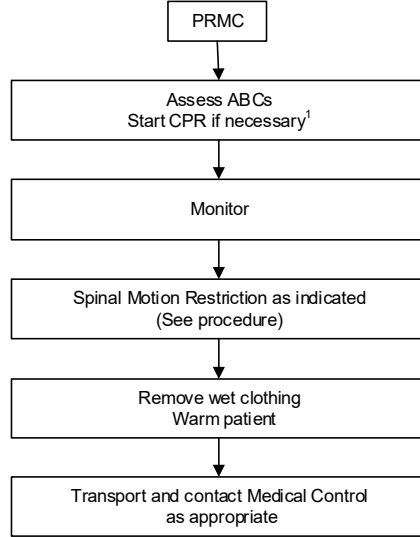 PRMC
Assess ABCs
Start CPR if necessary¹
Monitor
Spinal Motion Restriction as indicated
(See procedure)
Remove wet clothing
Warm patient
Transport and contact Medical Control
as appropriate